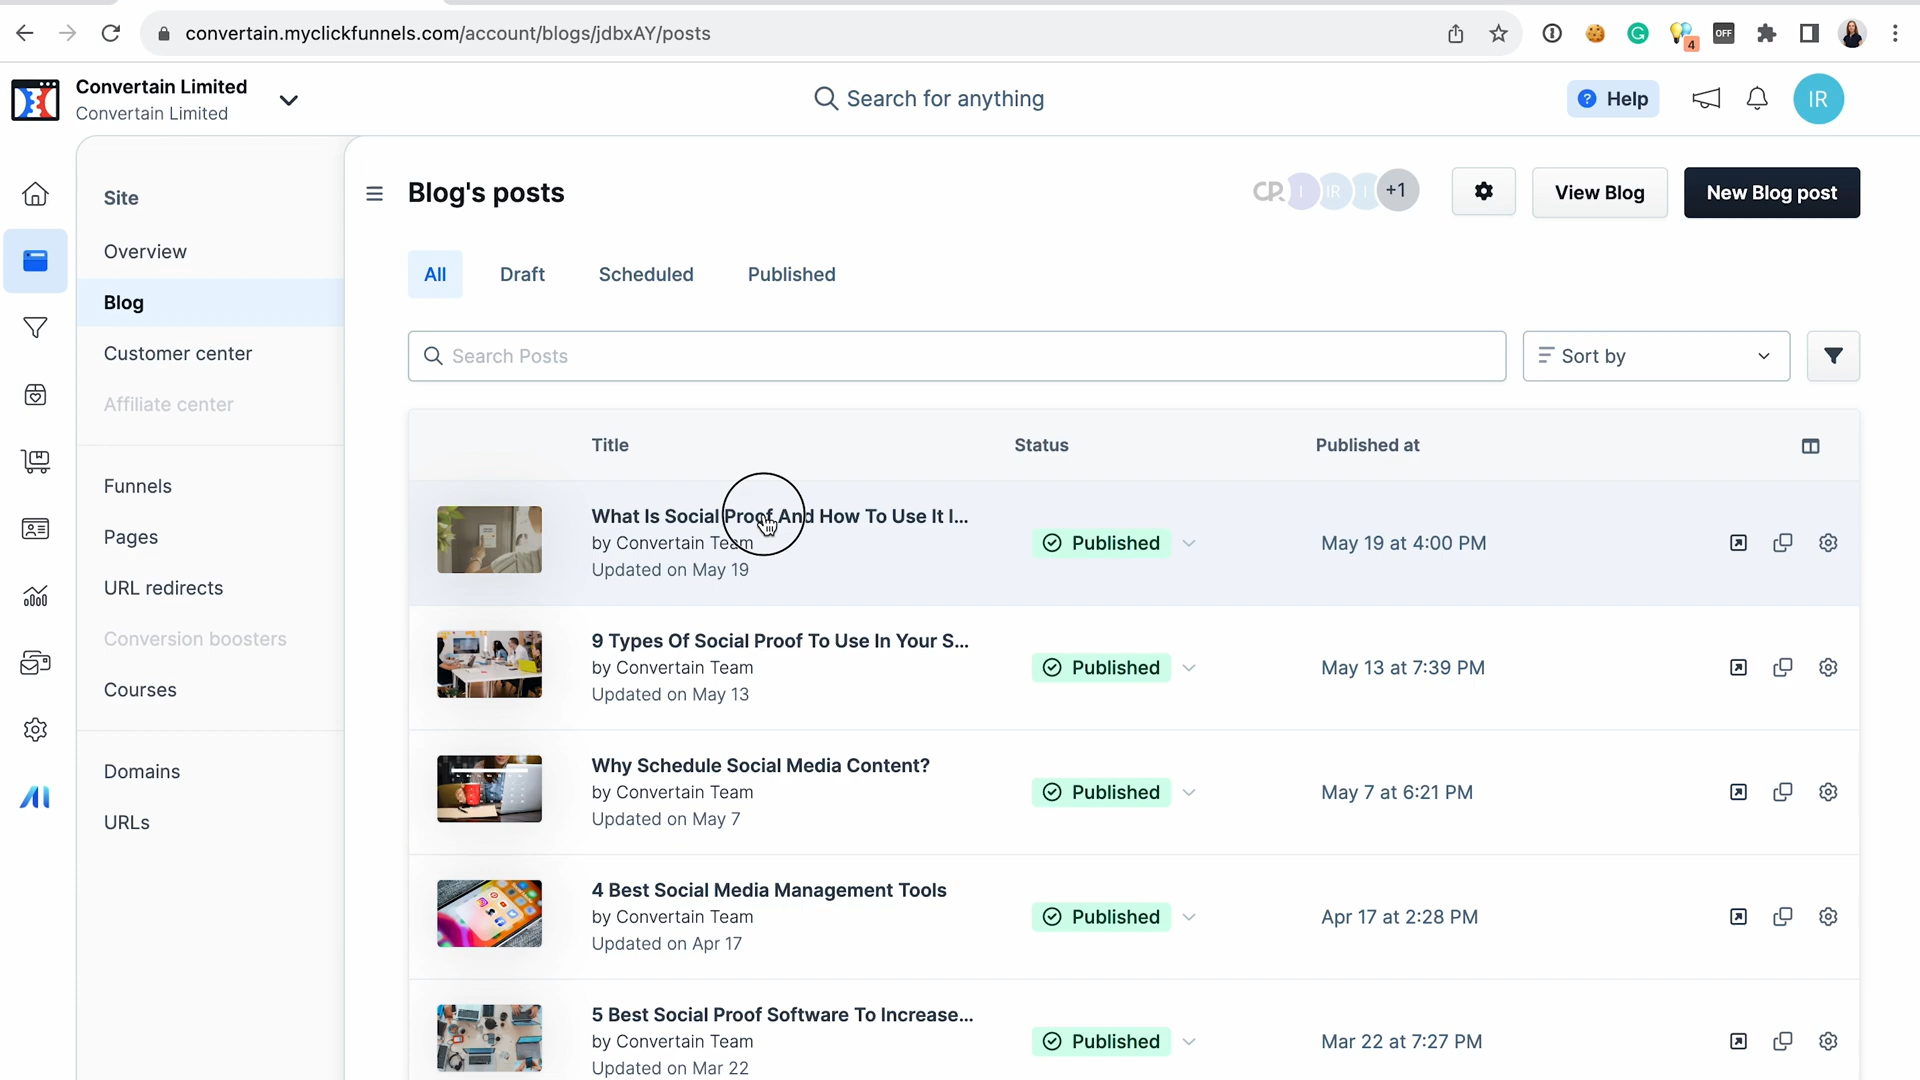 convertain.myclickfunnels.com/account/blogs/jdbxAY/posts
OFF
4
Convertain Limited
Convertain Limited
Search for anything
? Help
IR
Site
Overview
Blog
Customer center
Affiliate center
Funnels
Pages
URL redirects
Conversion boosters
Courses
Domains
URLs
Blog's posts
I
IR
I
+1
View Blog
New Blog post
All
Draft
Scheduled
Published
Search Posts
Sort by
Title
Status
Published at
What Is Social Proof And How To Use It I...
by Convertain Team
Updated on May 19
Published
May 19 at 4:00 PM
9 Types Of Social Proof To Use In Your S...
by Convertain Team
Updated on May 13
Published
May 13 at 7:39 PM
Why Schedule Social Media Content?
by Convertain Team
Updated on May 7
Published
May 7 at 6:21 PM
4 Best Social Media Management Tools
by Convertain Team
Updated on Apr 17
Published
Apr 17 at 2:28 PM
5 Best Social Proof Software To Increase...
by Convertain Team
Updated on Mar 22
Published
Mar 22 at 7:27 PM